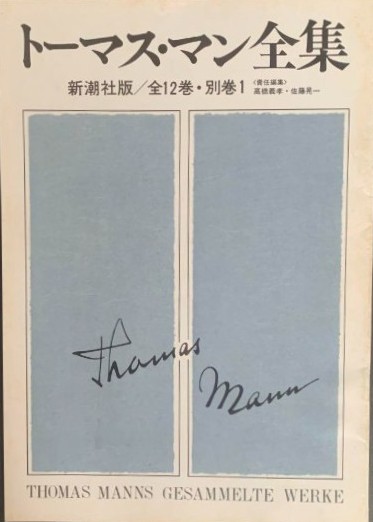 トーマス・マン全集
新潮社版／全12巻・別巻1
〈責任編集〉
高橋義孝・佐藤晃一
Thomas
Mann
THOMAS MANNS GESAMMELTE WERKE